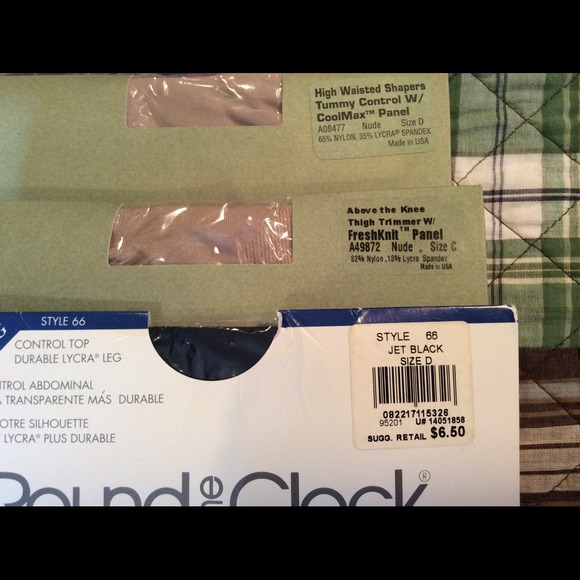 High Waisted Shapers
Tummy Control W/
CoolMax™ Panel
A08477 Nude Size D
65% NYLON, 35% LYCRA® SPANDEX
Made in USA
Above the Knee
Thigh Trimmer W/
FreshKnit™ Panel
A49872 Nude Size C
82% Nylon, 18% Lycra Spandex
Made in USA
G
STYLE 66
CONTROL TOP
DURABLE LYCRA® LEG
NTROL ABDOMINAL
A TRANSPARENTE MÁS DURABLE
OTRE SILHOUETTE
LYCRA® PLUS DURABLE
Round the Clock®
STYLE 66
JET BLACK
SIZE D
082217115326
95201 U# 14051858
SUGG. RETAIL $6.50